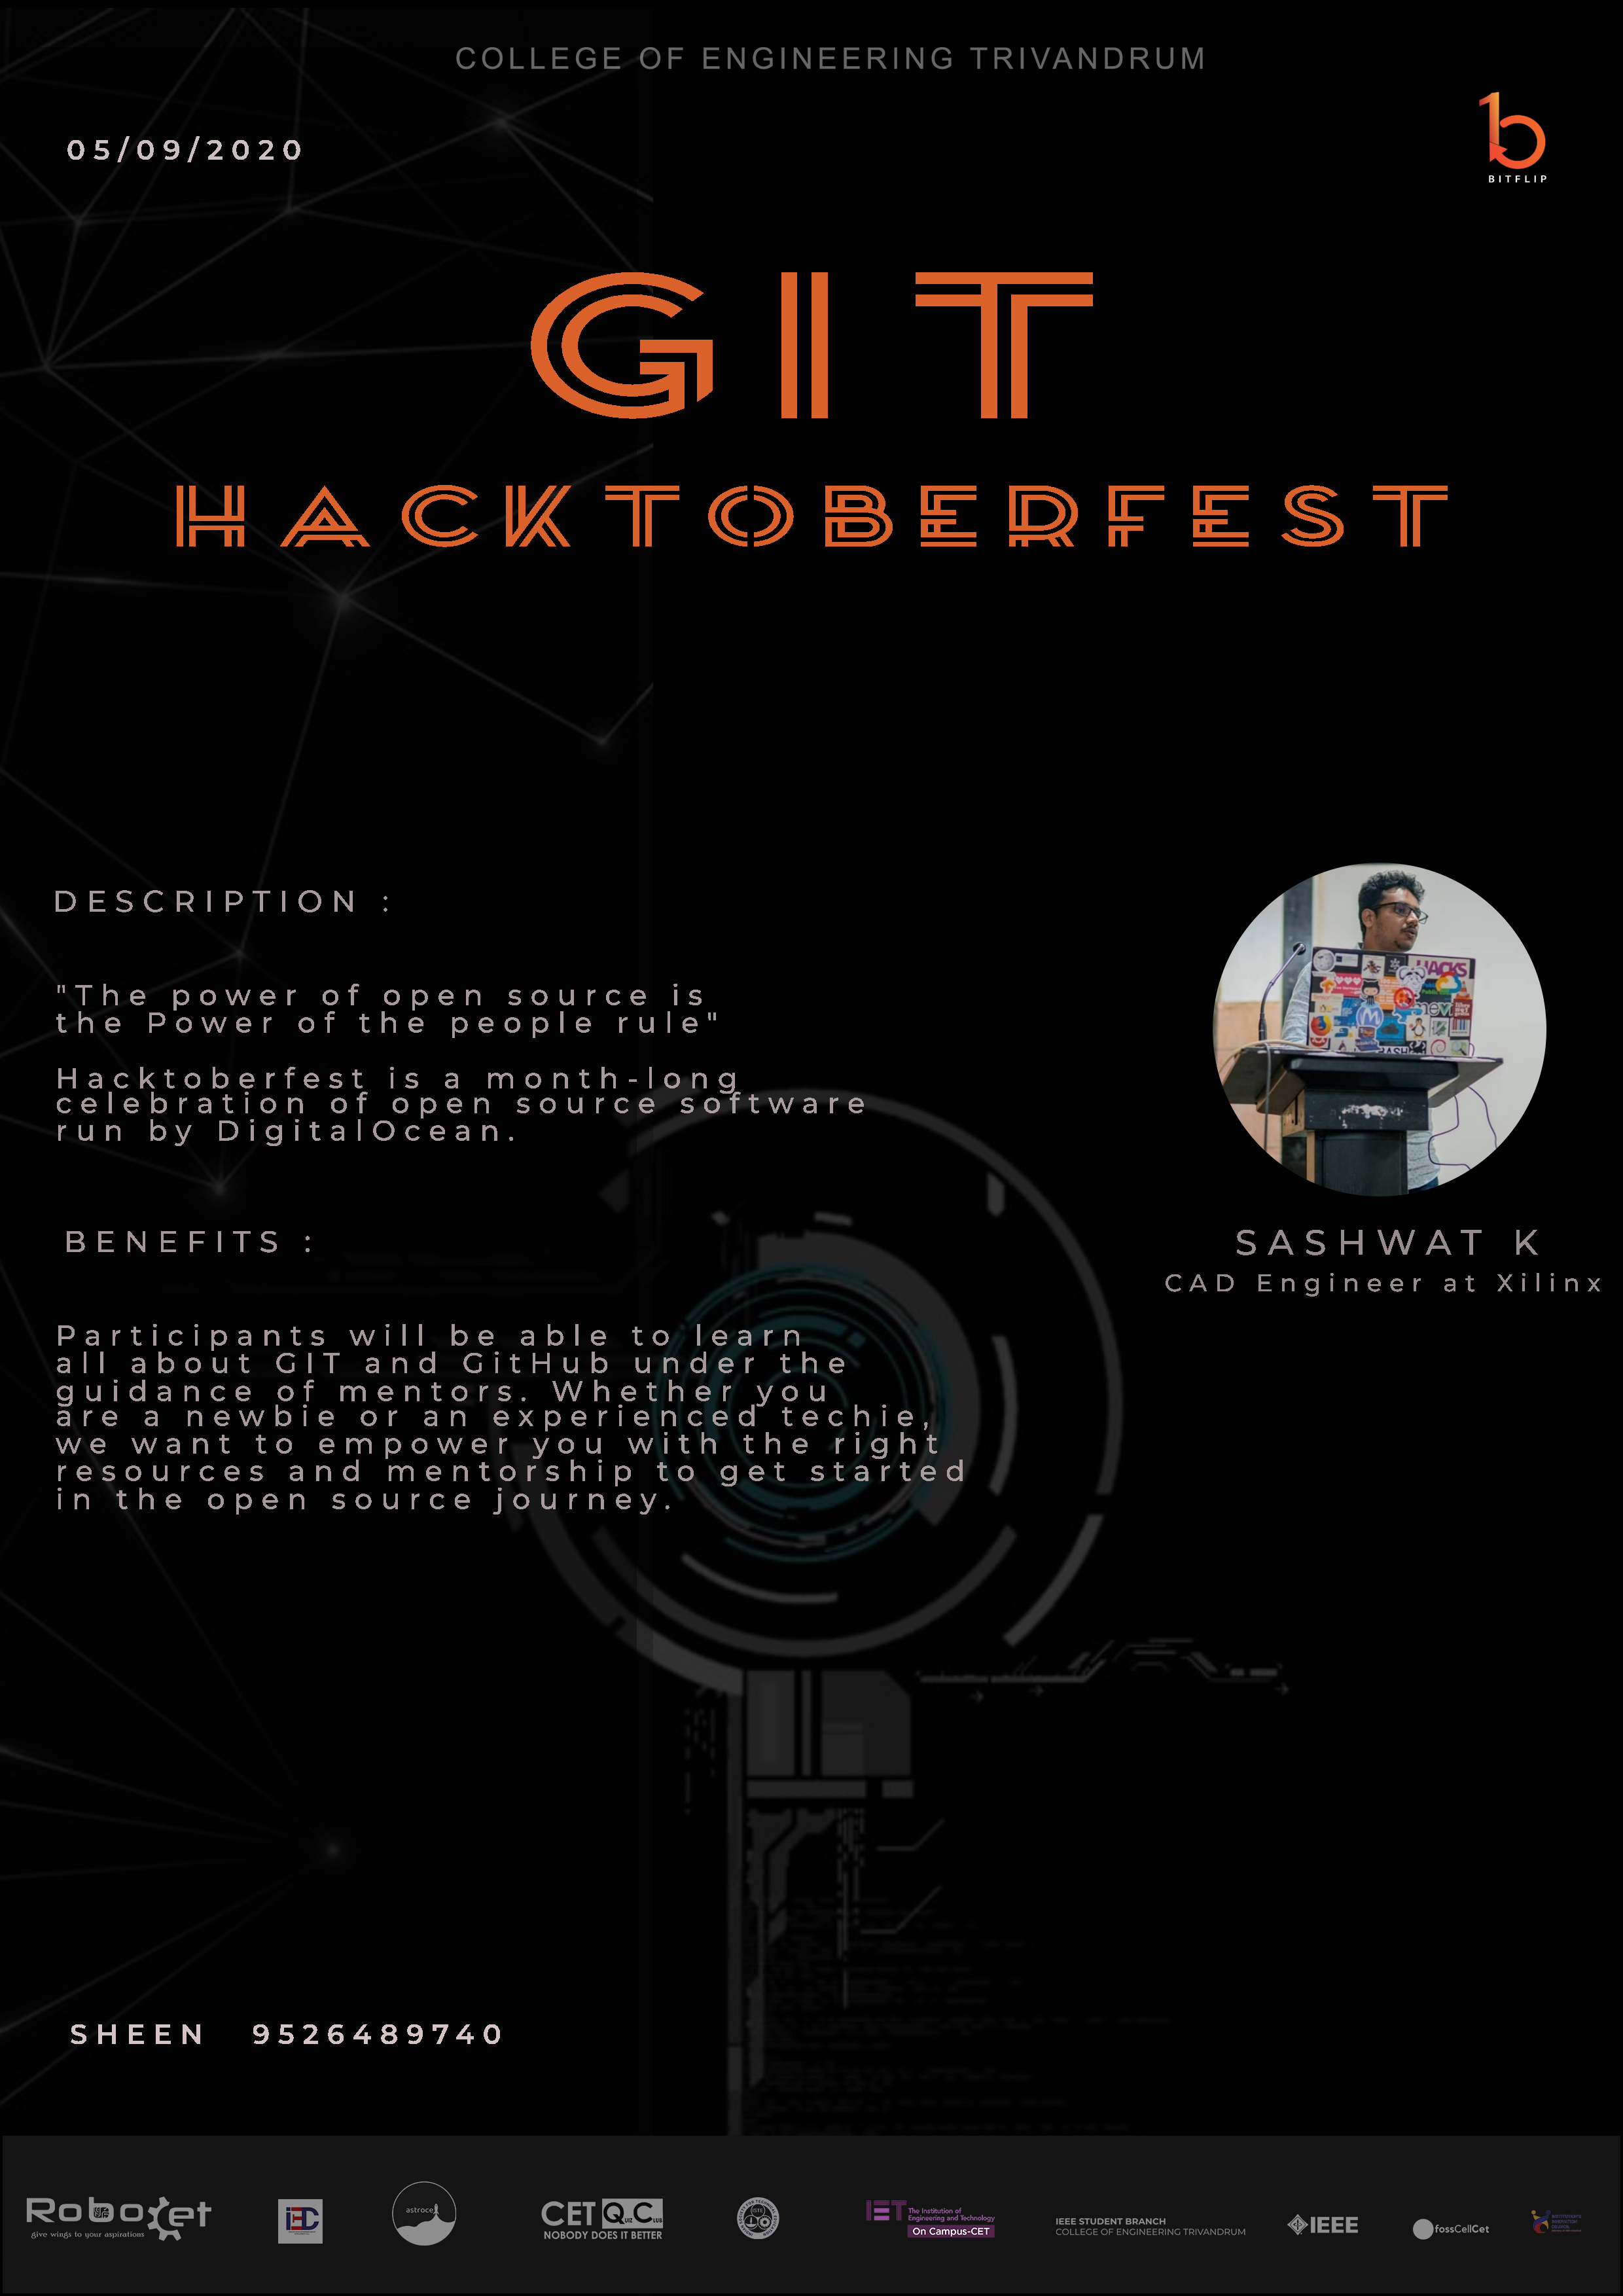 COLLEGE OF ENGINEERING TRIVANDRUM
05/09/2020
BITFLIP
GIT
HACKTOBERFEST
DESCRIPTION :
"The power of open source is
the Power of the people rule"
Hacktoberfest is a month-long
celebration of open source software
run by DigitalOcean.
SASHWAT K
CAD Engineer at Xilinx
BENEFITS :
Participants will be able to learn
all about GIT and GitHub under the
guidance of mentors. Whether you
are a newbie or an experienced techie,
we want to empower you with the right
resources and mentorship to get started
in the open source journey.
SHEEN 9526489740
Robocet
give wings to your aspirations
IEDC
astrocet
CET QUIZ CLUB
NOBODY DOES IT BETTER
IET The Institution of
Engineering and Technology
On Campus-CET
IEEE STUDENT BRANCH
COLLEGE OF ENGINEERING TRIVANDRUM
IEEE
fossCellCet